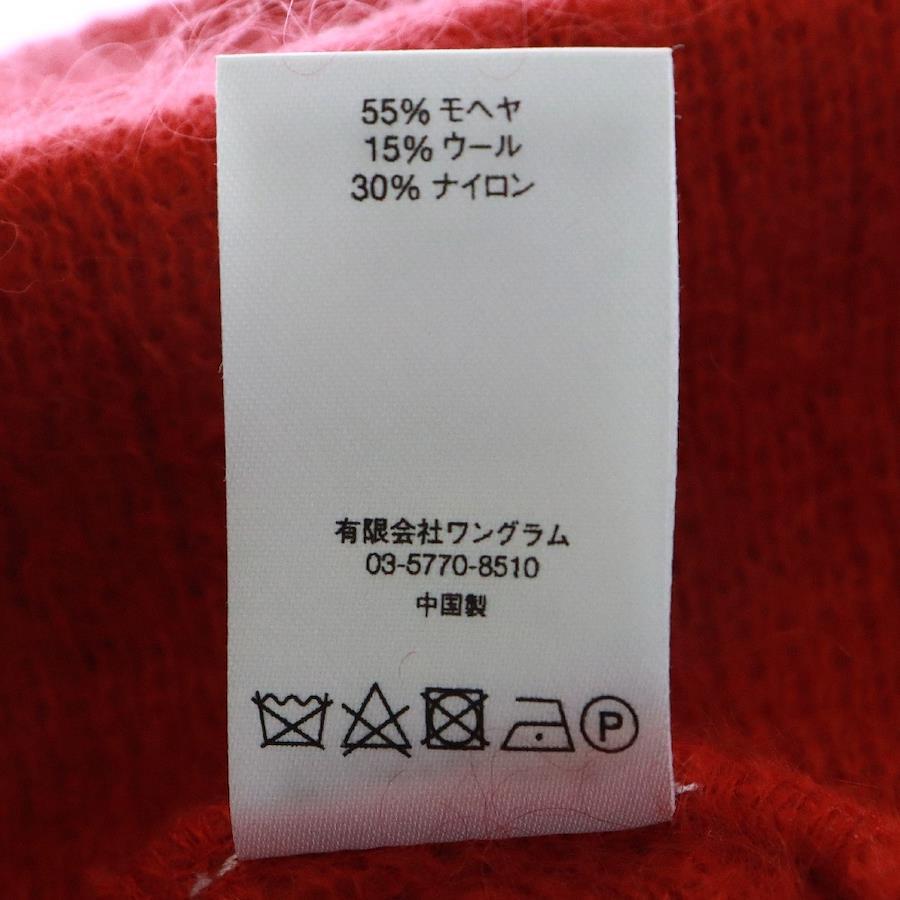 55% モヘヤ
15% ウール
30% ナイロン
有限会社ワングラム
03-5770-8510
中国製
P